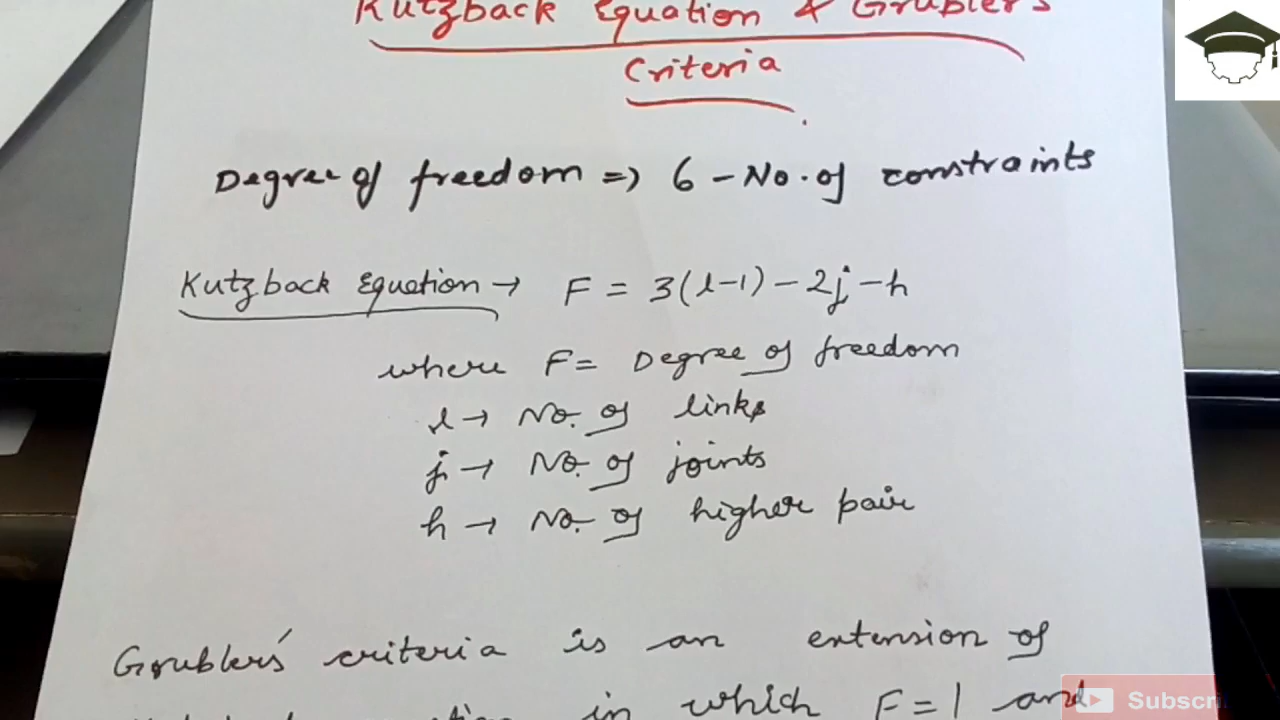 Kutzback Equation & Grublers
Criteria
Degree of freedom => 6 - No. of constraints
Kutzback Equation → F = 3(l-1) - 2j - h
where F = Degree of freedom
l → No. of links
j → No. of joints
h → No. of higher pair
Grubler's criteria is an extension of
in which F = 1 and
Subscri